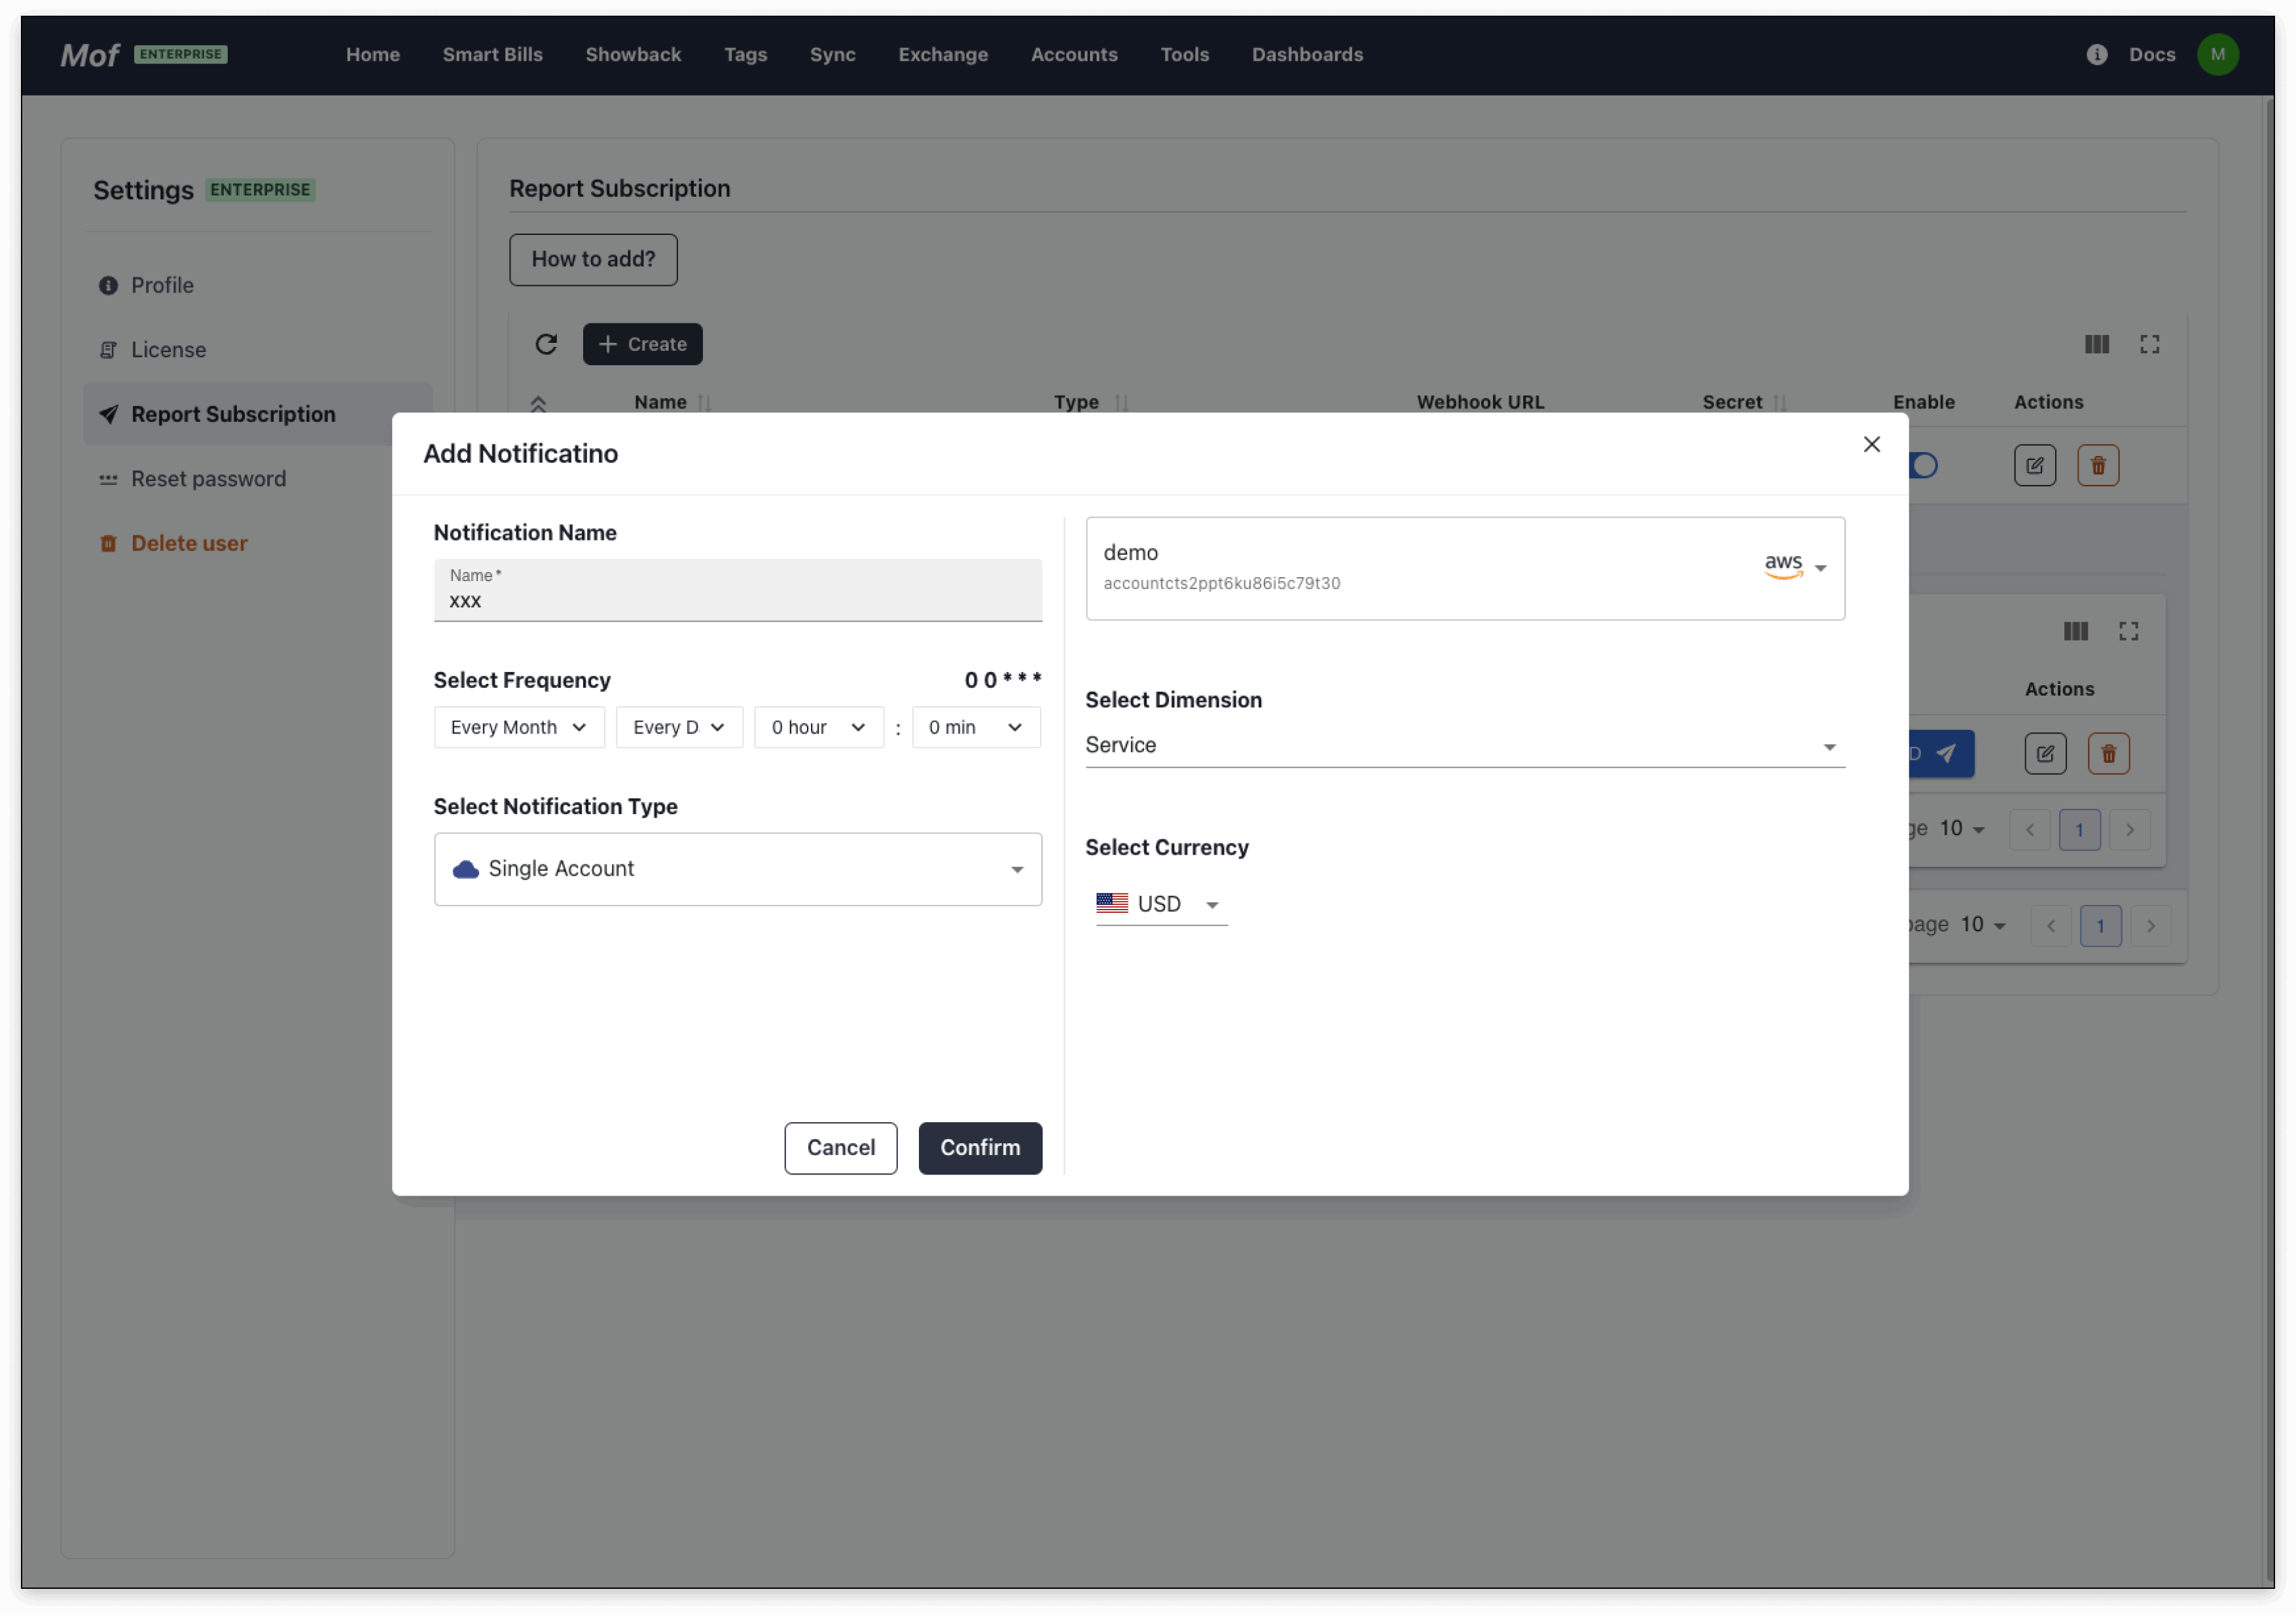 Mof ENTERPRISE Home Smart Bills Showback Tags Sync Exchange Accounts Tools Dashboards Docs M
Settings ENTERPRISE
Profile
License
Report Subscription
Reset password
Delete user
Report Subscription
How to add?
Create
Name Type Webhook URL Secret Enable Actions
Add Notificatino
Notification Name
Name *
xxx
Select Frequency 0 0 * * *
Every Month Every D 0 hour : 0 min
Select Notification Type
Single Account
Cancel Confirm
demo
accountcts2ppt6ku86i5c79t30
aws
Select Dimension
Service
Select Currency
USD
Actions
D
10 1
page 10 1